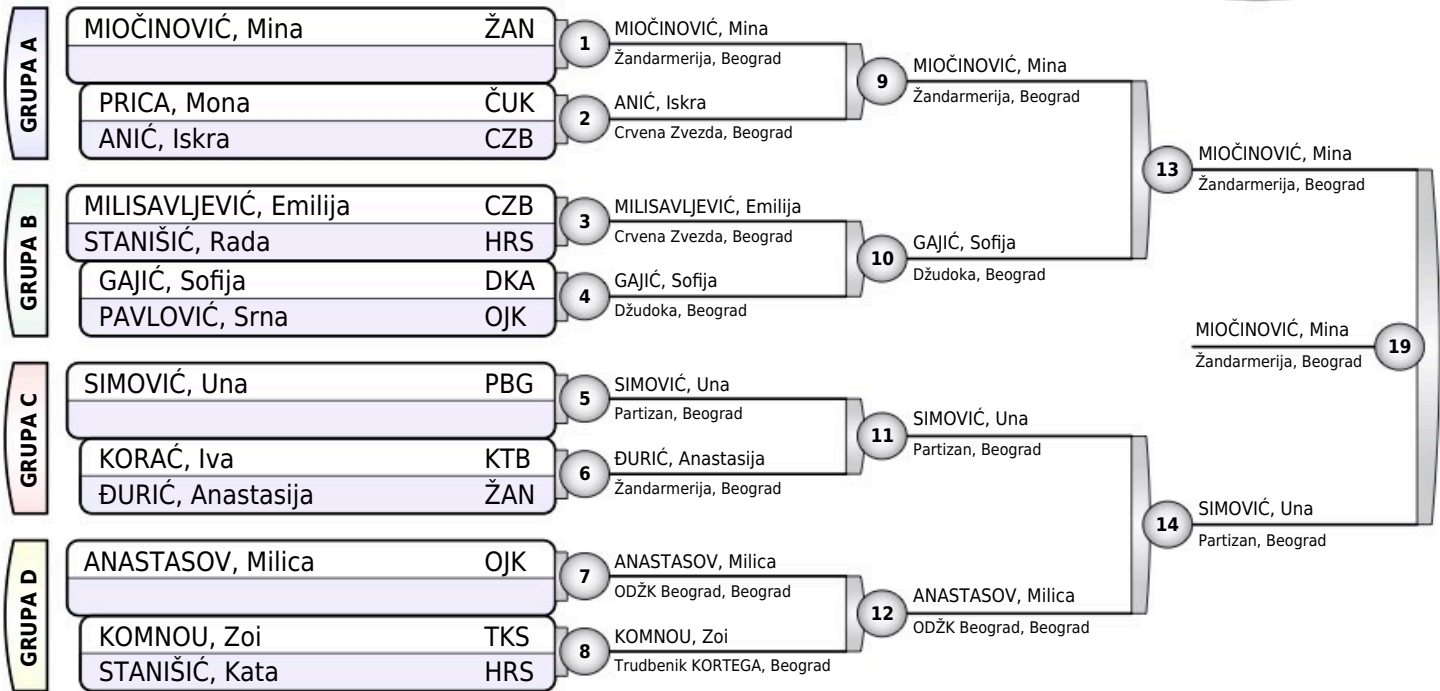 GRUPA A
MIOČINOVIĆ, Mina ŽAN
PRICA, Mona ČUK
ANIĆ, Iskra CZB
GRUPA B
MILISAVLJEVIĆ, Emilija CZB
STANIŠIĆ, Rada HRS
GAJIĆ, Sofija DKA
PAVLOVIĆ, Srna OJK
GRUPA C
SIMOVIĆ, Una PBG
KORAĆ, Iva KTB
ĐURIĆ, Anastasija ŽAN
GRUPA D
ANASTASOV, Milica OJK
KOMNOU, Zoi TKS
STANIŠIĆ, Kata HRS
1
MIOČINOVIĆ, Mina
Žandarmerija, Beograd
2
ANIĆ, Iskra
Crvena Zvezda, Beograd
3
MILISAVLJEVIĆ, Emilija
Crvena Zvezda, Beograd
4
GAJIĆ, Sofija
Džudoka, Beograd
5
SIMOVIĆ, Una
Partizan, Beograd
6
ĐURIĆ, Anastasija
Žandarmerija, Beograd
7
ANASTASOV, Milica
ODŽK Beograd, Beograd
8
KOMNOU, Zoi
Trudbenik KORTEGA, Beograd
9
MIOČINOVIĆ, Mina
Žandarmerija, Beograd
10
GAJIĆ, Sofija
Džudoka, Beograd
11
SIMOVIĆ, Una
Partizan, Beograd
12
ANASTASOV, Milica
ODŽK Beograd, Beograd
13
MIOČINOVIĆ, Mina
Žandarmerija, Beograd
14
SIMOVIĆ, Una
Partizan, Beograd
MIOČINOVIĆ, Mina
Žandarmerija, Beograd
19